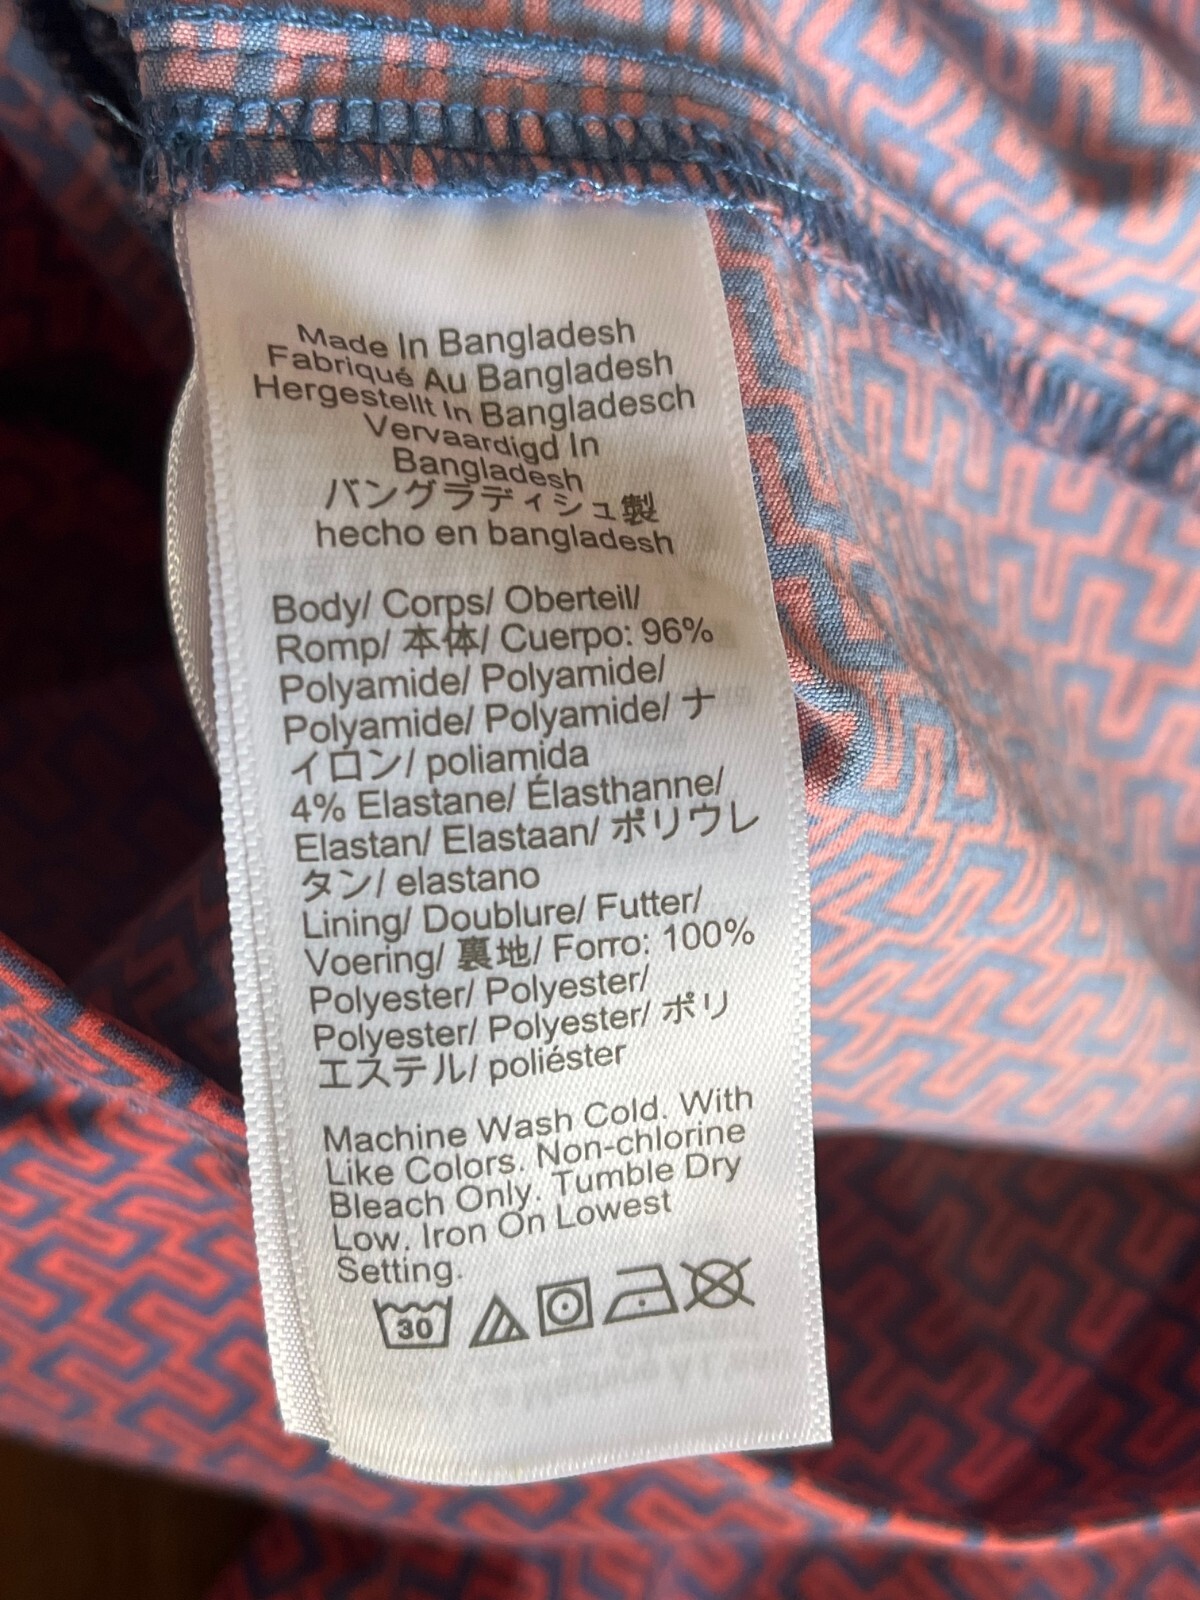 Made In Bangladesh
Fabriqué Au Bangladesh
Hergestellt In Bangladesch
Vervaardigd In
Bangladesh
バングラディシュ製
hecho en bangladesh
Body/ Corps/ Oberteil/
Romp/ 本体/ Cuerpo: 96%
Polyamide/ Polyamide/
Polyamide/ Polyamide/ ナ
イロン/ poliamida
4% Elastane/ Élasthanne/
Elastan/ Elastaan/ ポリウレ
タン/ elastano
Lining/ Doublure/ Futter/
Voering/ 裏地/ Forro: 100%
Polyester/ Polyester/
Polyester/ Polyester/ ポリ
エステル/ poliéster
Machine Wash Cold. With
Like Colors. Non-chlorine
Bleach Only. Tumble Dry
Low. Iron On Lowest
Setting.
30